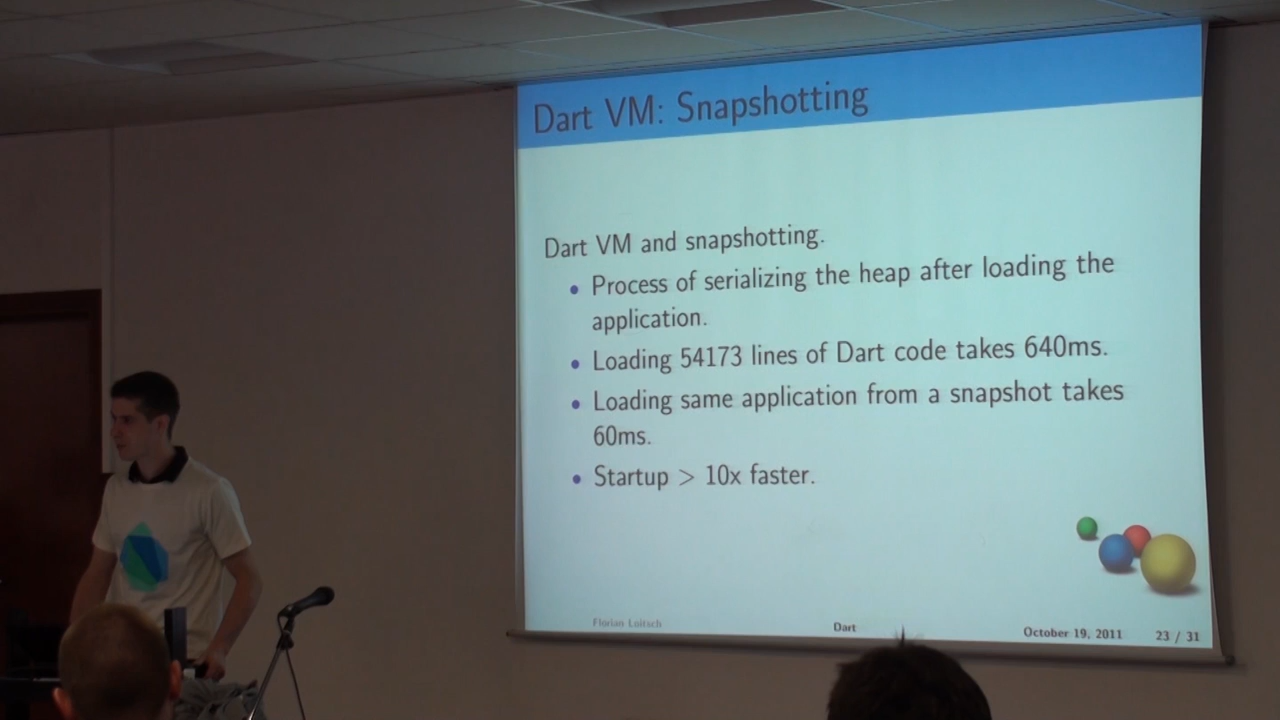 Dart VM: Snapshotting
Dart VM and snapshotting.
• Process of serializing the heap after loading the
application.
• Loading 54173 lines of Dart code takes 640ms.
• Loading same application from a snapshot takes
60ms.
• Startup > 10x faster.
Florian Loitsch Dart October 19, 2011 23 / 31